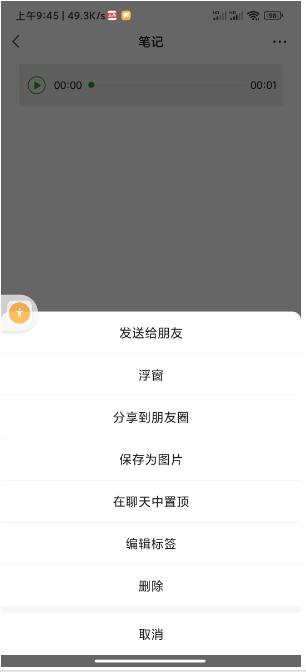 上午9:45 | 49.3K/s
98
笔记
00:00
00:01
发送给朋友
浮窗
分享到朋友圈
保存为图片
在聊天中置顶
编辑标签
删除
取消